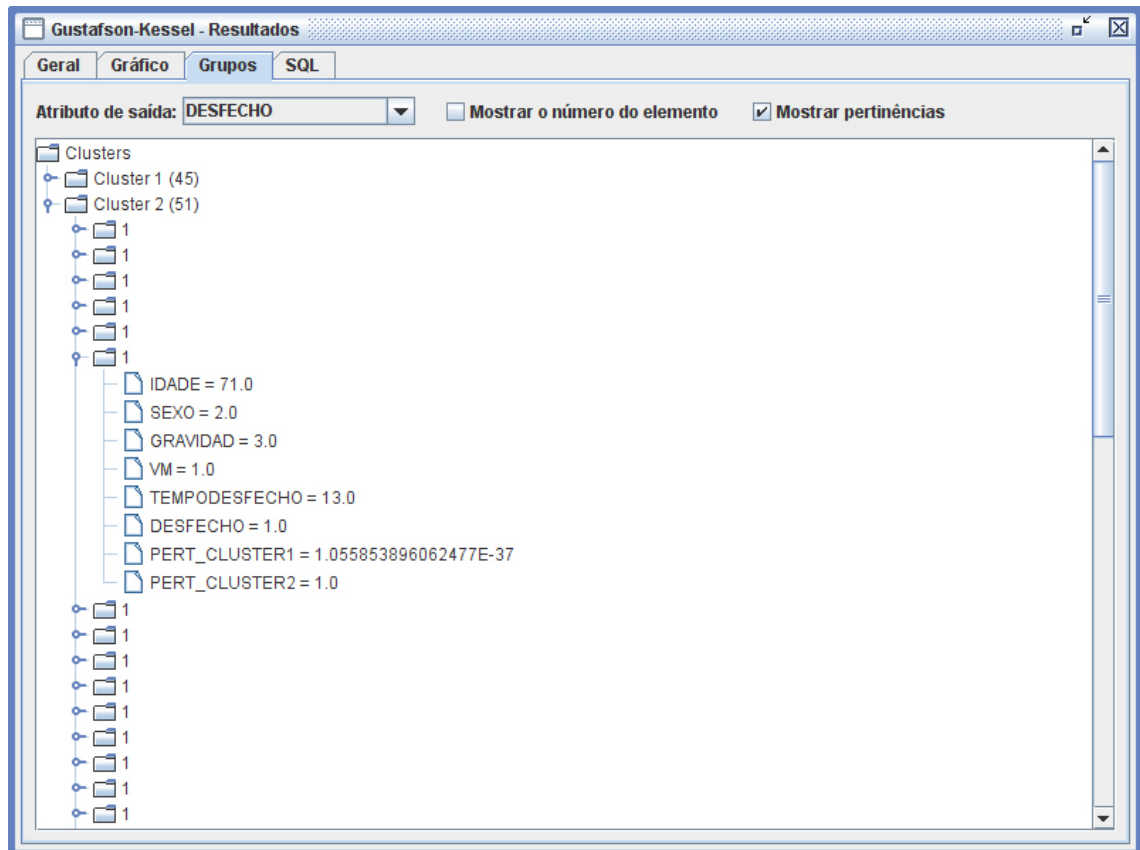 Gustafson-Kessel - Resultados
Geral Gráfico Grupos SQL
Atributo de saída: DESFECHO Mostrar o número do elemento Mostrar pertinências
Clusters
Cluster 1 (45)
Cluster 2 (51)
1
1
1
1
1
1
IDADE = 71.0
SEXO = 2.0
GRAVIDAD = 3.0
VM = 1.0
TEMPODESFECHO = 13.0
DESFECHO = 1.0
PERT_CLUSTER1 = 1.055853896062477E-37
PERT_CLUSTER2 = 1.0
1
1
1
1
1
1
1
1
1